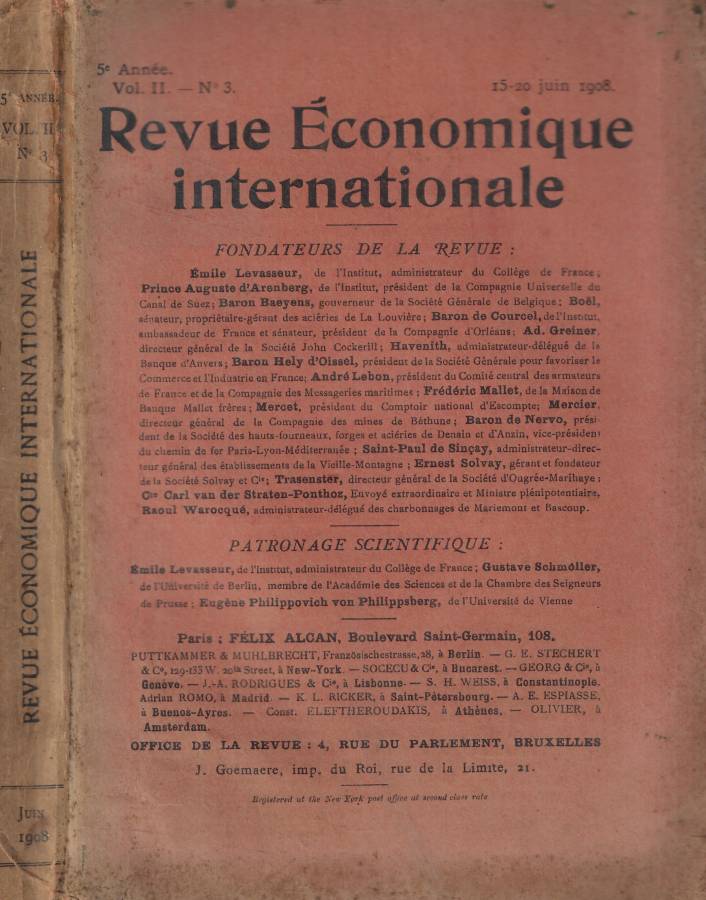 5e ANNÉE.
VOL. II
No 3
REVUE ÉCONOMIQUE INTERNATIONALE
JUIN
1908
5e Année.
Vol. II. — No 3.
15-20 juin 1908.
Revue Économique
internationale
FONDATEURS DE LA REVUE :
Émile Levasseur, de l'Institut, administrateur du Collège de France ;
Prince Auguste d'Arenberg, de l'Institut, président de la Compagnie Universelle du
Canal de Suez ; Baron Baeyens, gouverneur de la Société Générale de Belgique ; Boël,
sénateur, propriétaire-gérant des aciéries de La Louvière ; Baron de Courcel, de l'Institut,
ambassadeur de France et sénateur, président de la Compagnie d'Orléans ; Ad. Greiner,
directeur général de la Société John Cockerill ; Havenith, administrateur-délégué de la
Banque d'Anvers ; Baron Hely d'Oissel, président de la Société Générale pour favoriser le
Commerce et l'Industrie en France ; André Lebon, président du Comité central des armateurs
de France et de la Compagnie des Messageries maritimes ; Frédéric Mallet, de la Maison de
Banque Mallet frères ; Mercet, président du Comptoir national d'Escompte ; Mercier,
directeur général de la Compagnie des mines de Béthune ; Baron de Nervo, prési-
dent de la Société des hauts-fourneaux, forges et aciéries de Denain et d'Anzin, vice-président
du chemin de fer Paris-Lyon-Méditerranée ; Saint-Paul de Sinçay, administrateur-direc-
teur général des établissements de la Vieille-Montagne ; Ernest Solvay, gérant et fondateur
de la Société Solvay et Cie ; Trasenster, directeur général de la Société d'Ougrée-Marihaye ;
Cte Carl van der Straten-Ponthoz, Envoyé extraordinaire et Ministre plénipotentiaire,
Raoul Warocqué, administrateur-délégué des charbonnages de Mariemont et Bascoup.
PATRONAGE SCIENTIFIQUE :
Émile Levasseur, de l'Institut, administrateur du Collège de France ; Gustave Schmöller,
de l'Université de Berlin, membre de l'Académie des Sciences et de la Chambre des Seigneurs
de Prusse ; Eugène Philippovich von Philippsberg, de l'Université de Vienne
Paris : FÉLIX ALCAN, Boulevard Saint-Germain, 108.
PUTTKAMMER & MUHLBRECHT, Französischestrasse, 28, à Berlin. — G. E. STECHERT
& Co, 129-133 W. 20th Street, à New-York. — SOCECU & Cie, à Bucarest. — GEORG & Cie, à
Genève. — J.-A. RODRIGUES & Cie, à Lisbonne. — S. H. WEISS, à Constantinople.
Adrian ROMO, à Madrid. — K. L. RICKER, à Saint-Pétersbourg. — A. E. ESPIASSE,
à Buenos-Ayres. — Const. ELEFTHEROUDAKIS, à Athènes. — OLIVIER, à
Amsterdam.
OFFICE DE LA REVUE : 4, RUE DU PARLEMENT, BRUXELLES
J. Goemaere, imp. du Roi, rue de la Limite, 21.
Registered at the New York post office at second class rate